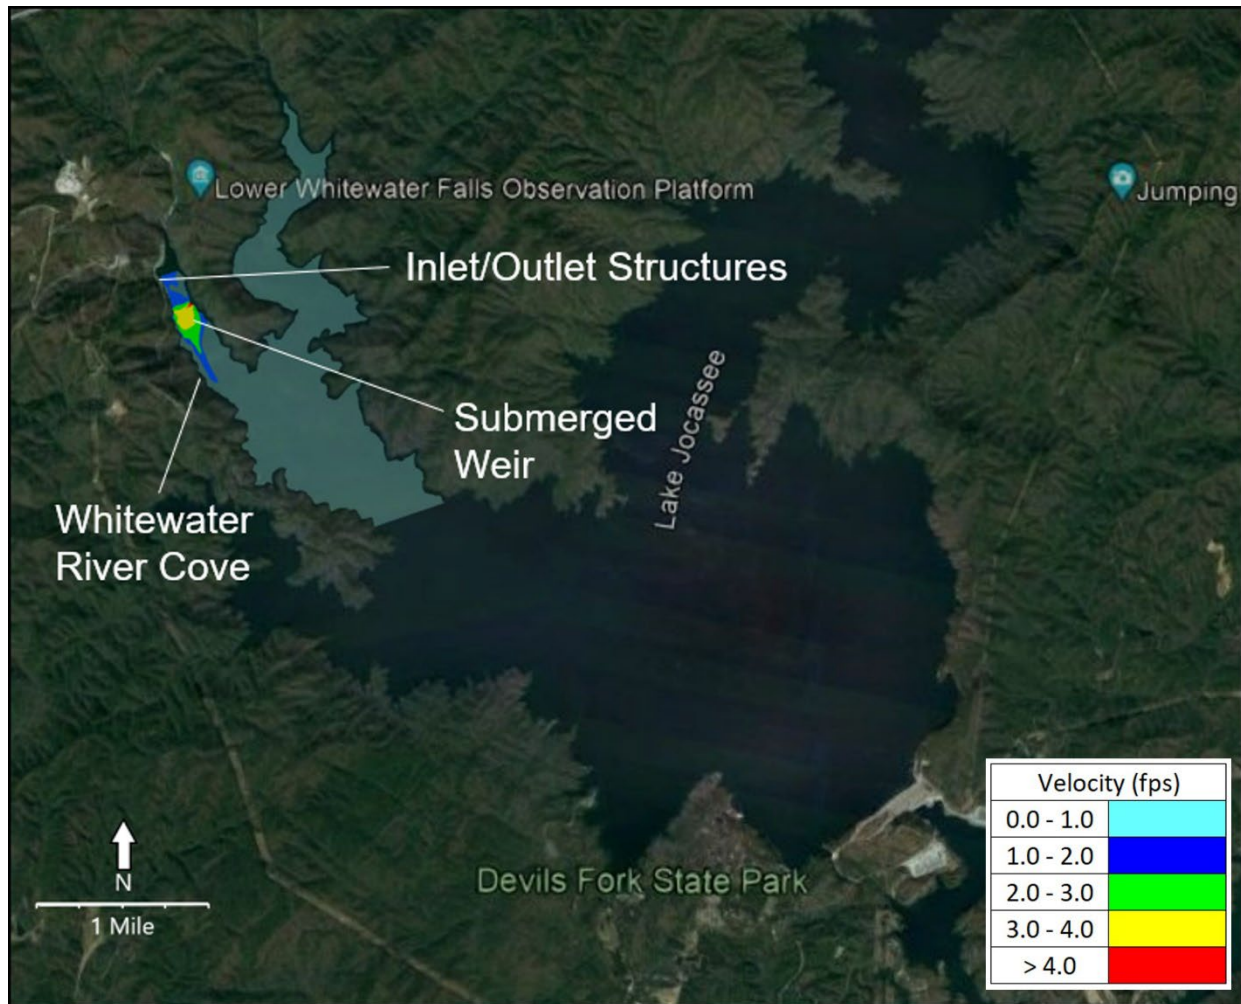 Lower Whitewater Falls Observation Platform
Jumping
Inlet/Outlet Structures
Submerged
Weir
Lake Jocassee
Whitewater
River Cove
Devils Fork State Park
N
1 Mile
Velocity (fps)
0.0 - 1.0
1.0 - 2.0
2.0 - 3.0
3.0 - 4.0
> 4.0